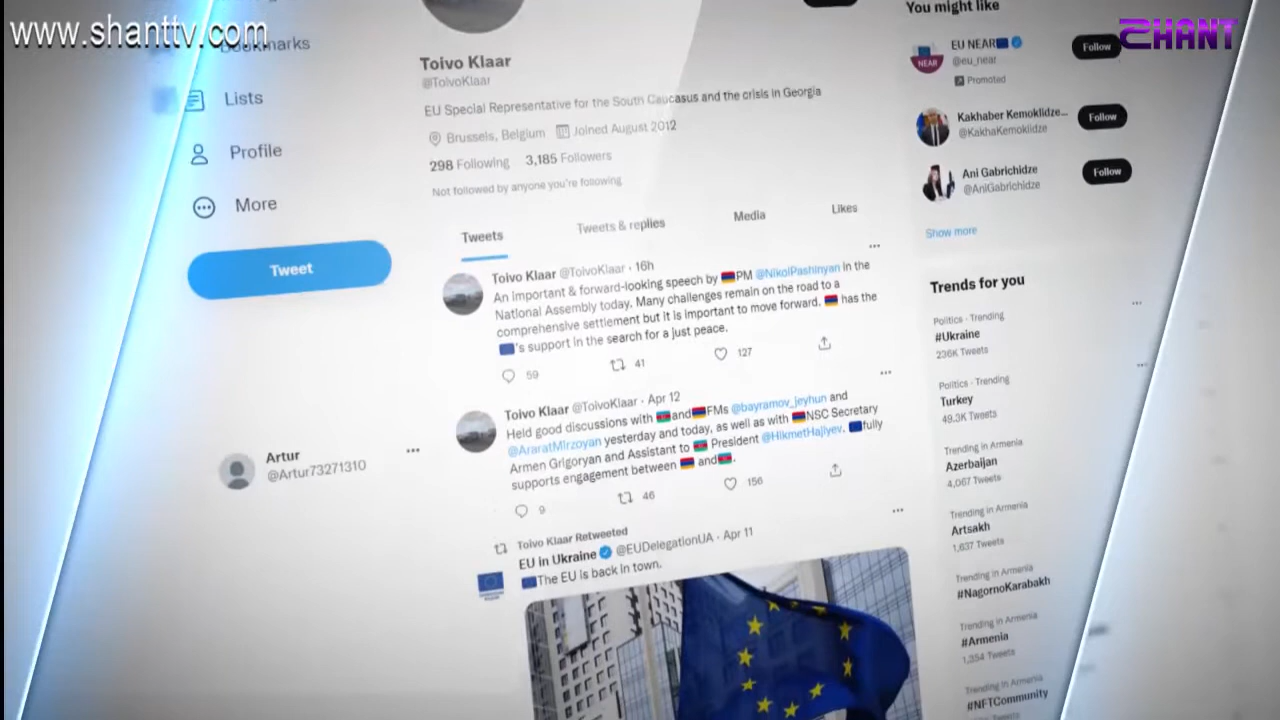 www.shanttv.com
SHANT
Bookmarks
Lists
Profile
More
Tweet
Artur
@Artur73271310
Toivo Klaar
@ToivoKlaar
EU Special Representative for the South Caucasus and the crisis in Georgia
Brussels, Belgium Joined August 2012
298 Following 3,185 Followers
Not followed by anyone you're following
Tweets Tweets & replies Media Likes
Toivo Klaar @ToivoKlaar · 16h
An important & forward-looking speech by 🇦🇲PM @NikolPashinyan in the
National Assembly today. Many challenges remain on the road to a
comprehensive settlement but it is important to move forward. 🇦🇲 has the
🇪🇺's support in the search for a just peace.
59 41 127
Toivo Klaar @ToivoKlaar · Apr 12
Held good discussions with 🇦🇿and🇦🇲FMs @bayramov_jeyhun and
@AraratMirzoyan yesterday and today, as well as with 🇦🇲NSC Secretary
Armen Grigoryan and Assistant to 🇦🇿 President @HikmetHajiyev. 🇪🇺fully
supports engagement between 🇦🇲 and🇦🇿.
9 46 156
Toivo Klaar Retweeted
EU in Ukraine @EUDelegationUA · Apr 11
🇪🇺The EU is back in town.
You might like
EU NEAR🇪🇺
@eu_near
Promoted
Follow
NEAR
Kakhaber Kemoklidze...
@KakhaKemoklidze
Follow
Ani Gabrichidze
@AniGabrichidze
Follow
Show more
Trends for you
Politics · Trending
#Ukraine
236K Tweets
Politics · Trending
Turkey
49.3K Tweets
Trending in Armenia
Azerbaijan
4,067 Tweets
Trending in Armenia
Artsakh
1,637 Tweets
Trending in Armenia
#NagornoKarabakh
Trending in Armenia
#Armenia
1,354 Tweets
Trending in Armenia
#NFTCommunity